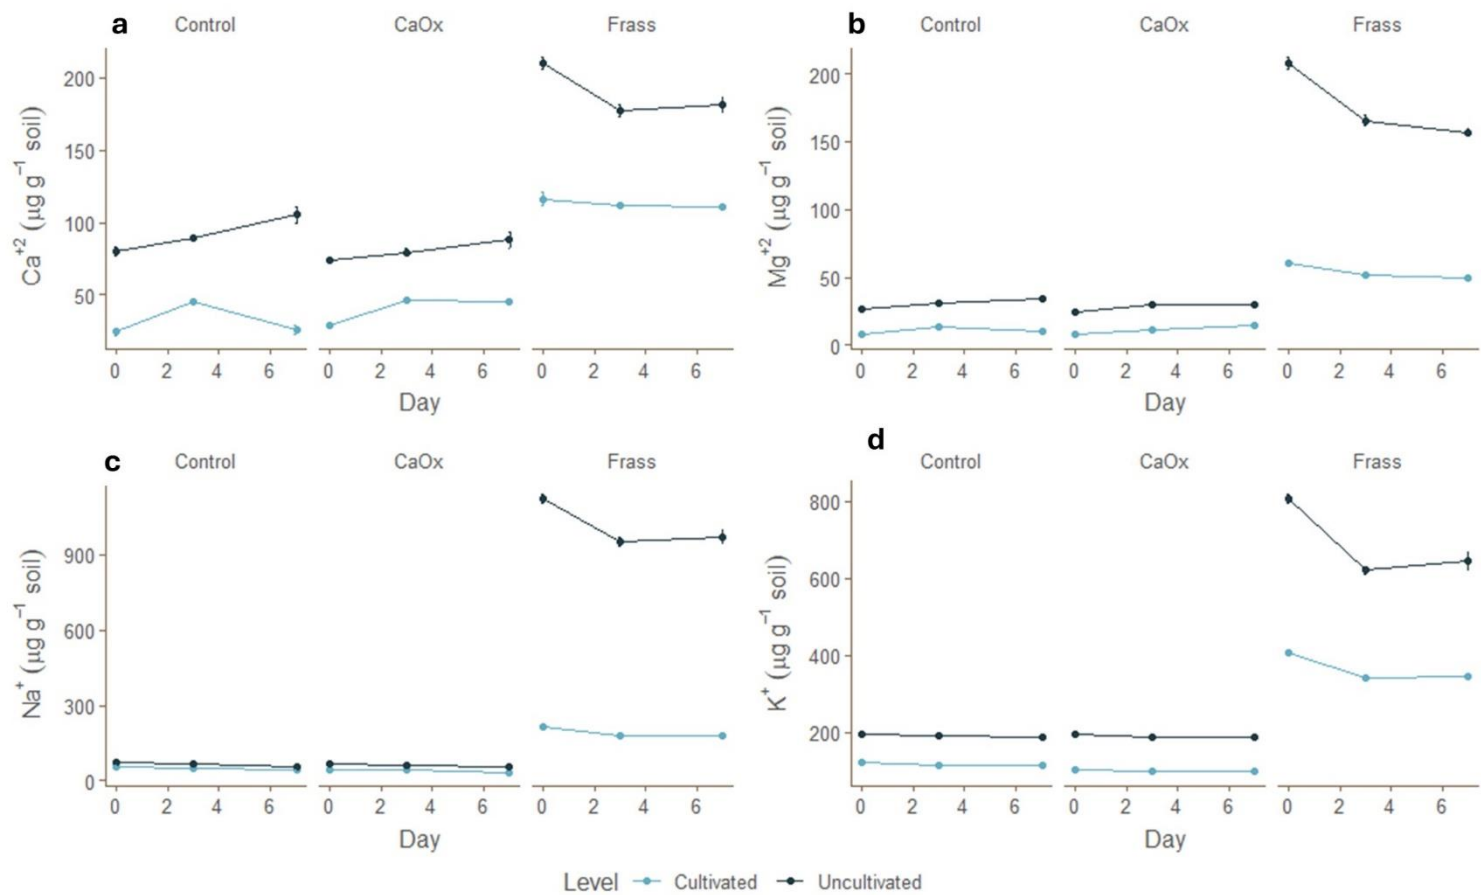 a Control CaOx Frass
Ca⁺² (µg g⁻¹ soil)
200
150
100
50
0 2 4 6 0 2 4 6 0 2 4 6
Day
b Control CaOx Frass
Mg⁺² (µg g⁻¹ soil)
200
150
100
50
0
0 2 4 6 0 2 4 6 0 2 4 6
Day
c Control CaOx Frass
Na⁺ (µg g⁻¹ soil)
900
600
300
0
0 2 4 6 0 2 4 6 0 2 4 6
Day
d
Control CaOx Frass
K⁺ (µg g⁻¹ soil)
800
600
400
200
0 2 4 6 0 2 4 6 0 2 4 6
Day
Level Cultivated Uncultivated